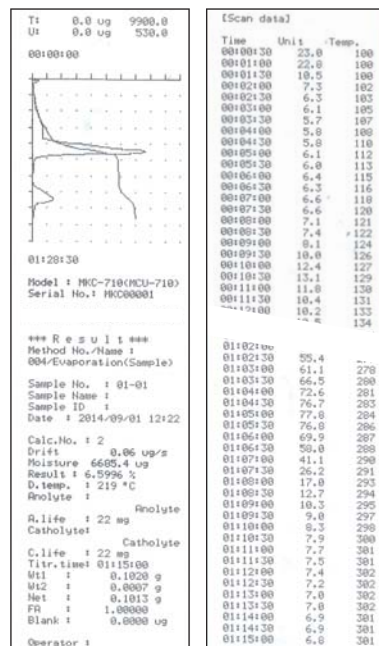 T: 0.0 ug 9900.0
U: 0.0 ug 530.0
00:00:00
01:28:30
Model : MKC-710(MCU-710)
Serial No.: MKC00001
*** R e s u l t ***
Method No./Name :
004/Evaporation(Sample)
Sample No. : 01-01
Sample Name :
Sample ID :
Date : 2014/09/01 12:22
Calc.No. : 2
Drift 0.06 ug/s
Moisture 6685.4 ug
Result : 6.5996 %
D.temp. : 219 °C
Anolyte :
Anolyte
A.life : 22 mg
Catholyte:
Catholyte
C.life : 22 mg
Titr.time: 01:15:00
Wt1 : 0.1020 g
Wt2 : 0.0007 g
Net : 0.1013 g
FA : 1.00000
Blank : 0.0000 ug
Operator :
[Scan data]
Time Unit Temp.
00:00:30 23.0 100
00:01:00 22.8 100
00:01:30 10.5 100
00:02:00 7.3 102
00:02:30 6.3 103
00:03:00 6.1 105
00:03:30 5.7 107
00:04:00 5.8 108
00:04:30 5.8 110
00:05:00 6.1 112
00:05:30 6.0 113
00:06:00 6.4 115
00:06:30 6.3 116
00:07:00 6.6 118
00:07:30 6.6 120
00:08:00 7.1 121
00:08:30 7.4 122
00:09:00 8.1 124
00:09:30 10.0 126
00:10:00 12.4 127
00:10:30 13.1 129
00:11:00 11.8 130
00:11:30 10.4 131
00:12:00 10.2 133
134
01:02:00
01:02:30 55.4
01:03:00 61.1 278
01:03:30 66.5 280
01:04:00 72.6 281
01:04:30 76.7 283
01:05:00 77.8 284
01:05:30 76.8 286
01:06:00 69.9 287
01:06:30 58.0 288
01:07:00 41.1 290
01:07:30 26.2 291
01:08:00 17.0 293
01:08:30 12.7 294
01:09:00 10.3 295
01:09:30 9.0 297
01:10:00 8.3 298
01:10:30 7.9 300
01:11:00 7.7 301
01:11:30 7.5 301
01:12:00 7.4 302
01:12:30 7.2 302
01:13:00 7.0 302
01:13:30 7.0 302
01:14:00 6.9 301
01:14:30 6.9 301
01:15:00 6.8 301